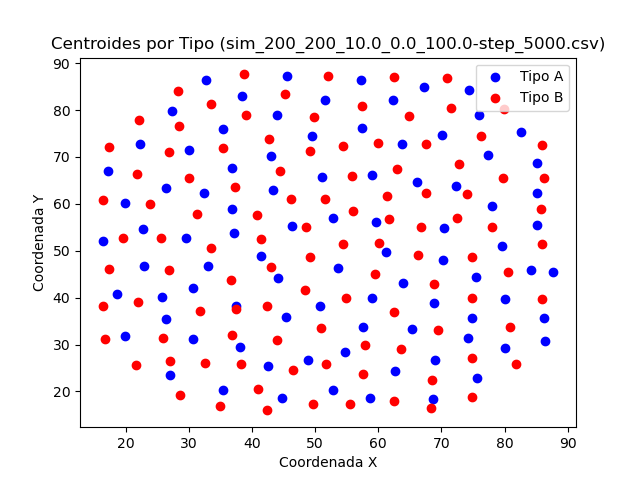 Centroides por Tipo (sim_200_200_10.0_0.0_100.0-step_5000.csv)
Tipo A
Tipo B
90
80
70
60
50
40
30
20
Coordenada Y
20 30 40 50 60 70 80 90
Coordenada X